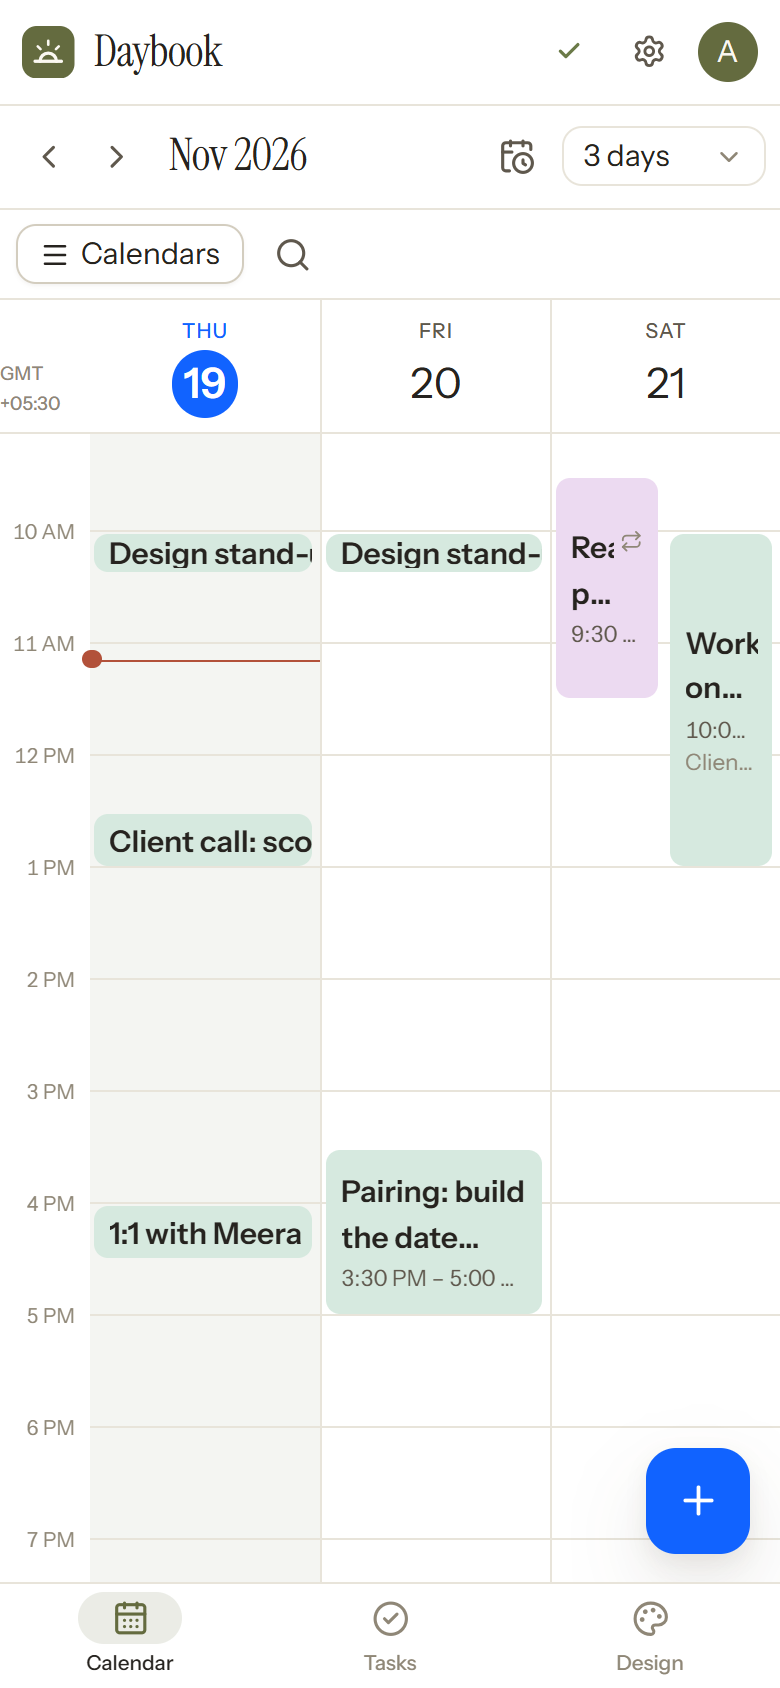 Daybook
A
Nov 2026
3 days
Calendars
GMT
+05:30
THU
19
FRI
20
SAT
21
10 AM
11 AM
12 PM
1 PM
2 PM
3 PM
4 PM
5 PM
6 PM
7 PM
Design stand-
Client call: sco
1:1 with Meera
Design stand-
Pairing: build
the date...
3:30 PM – 5:00 ...
Rea
p...
9:30 ...
Work
on...
10:0...
Clien...
Calendar
Tasks
Design